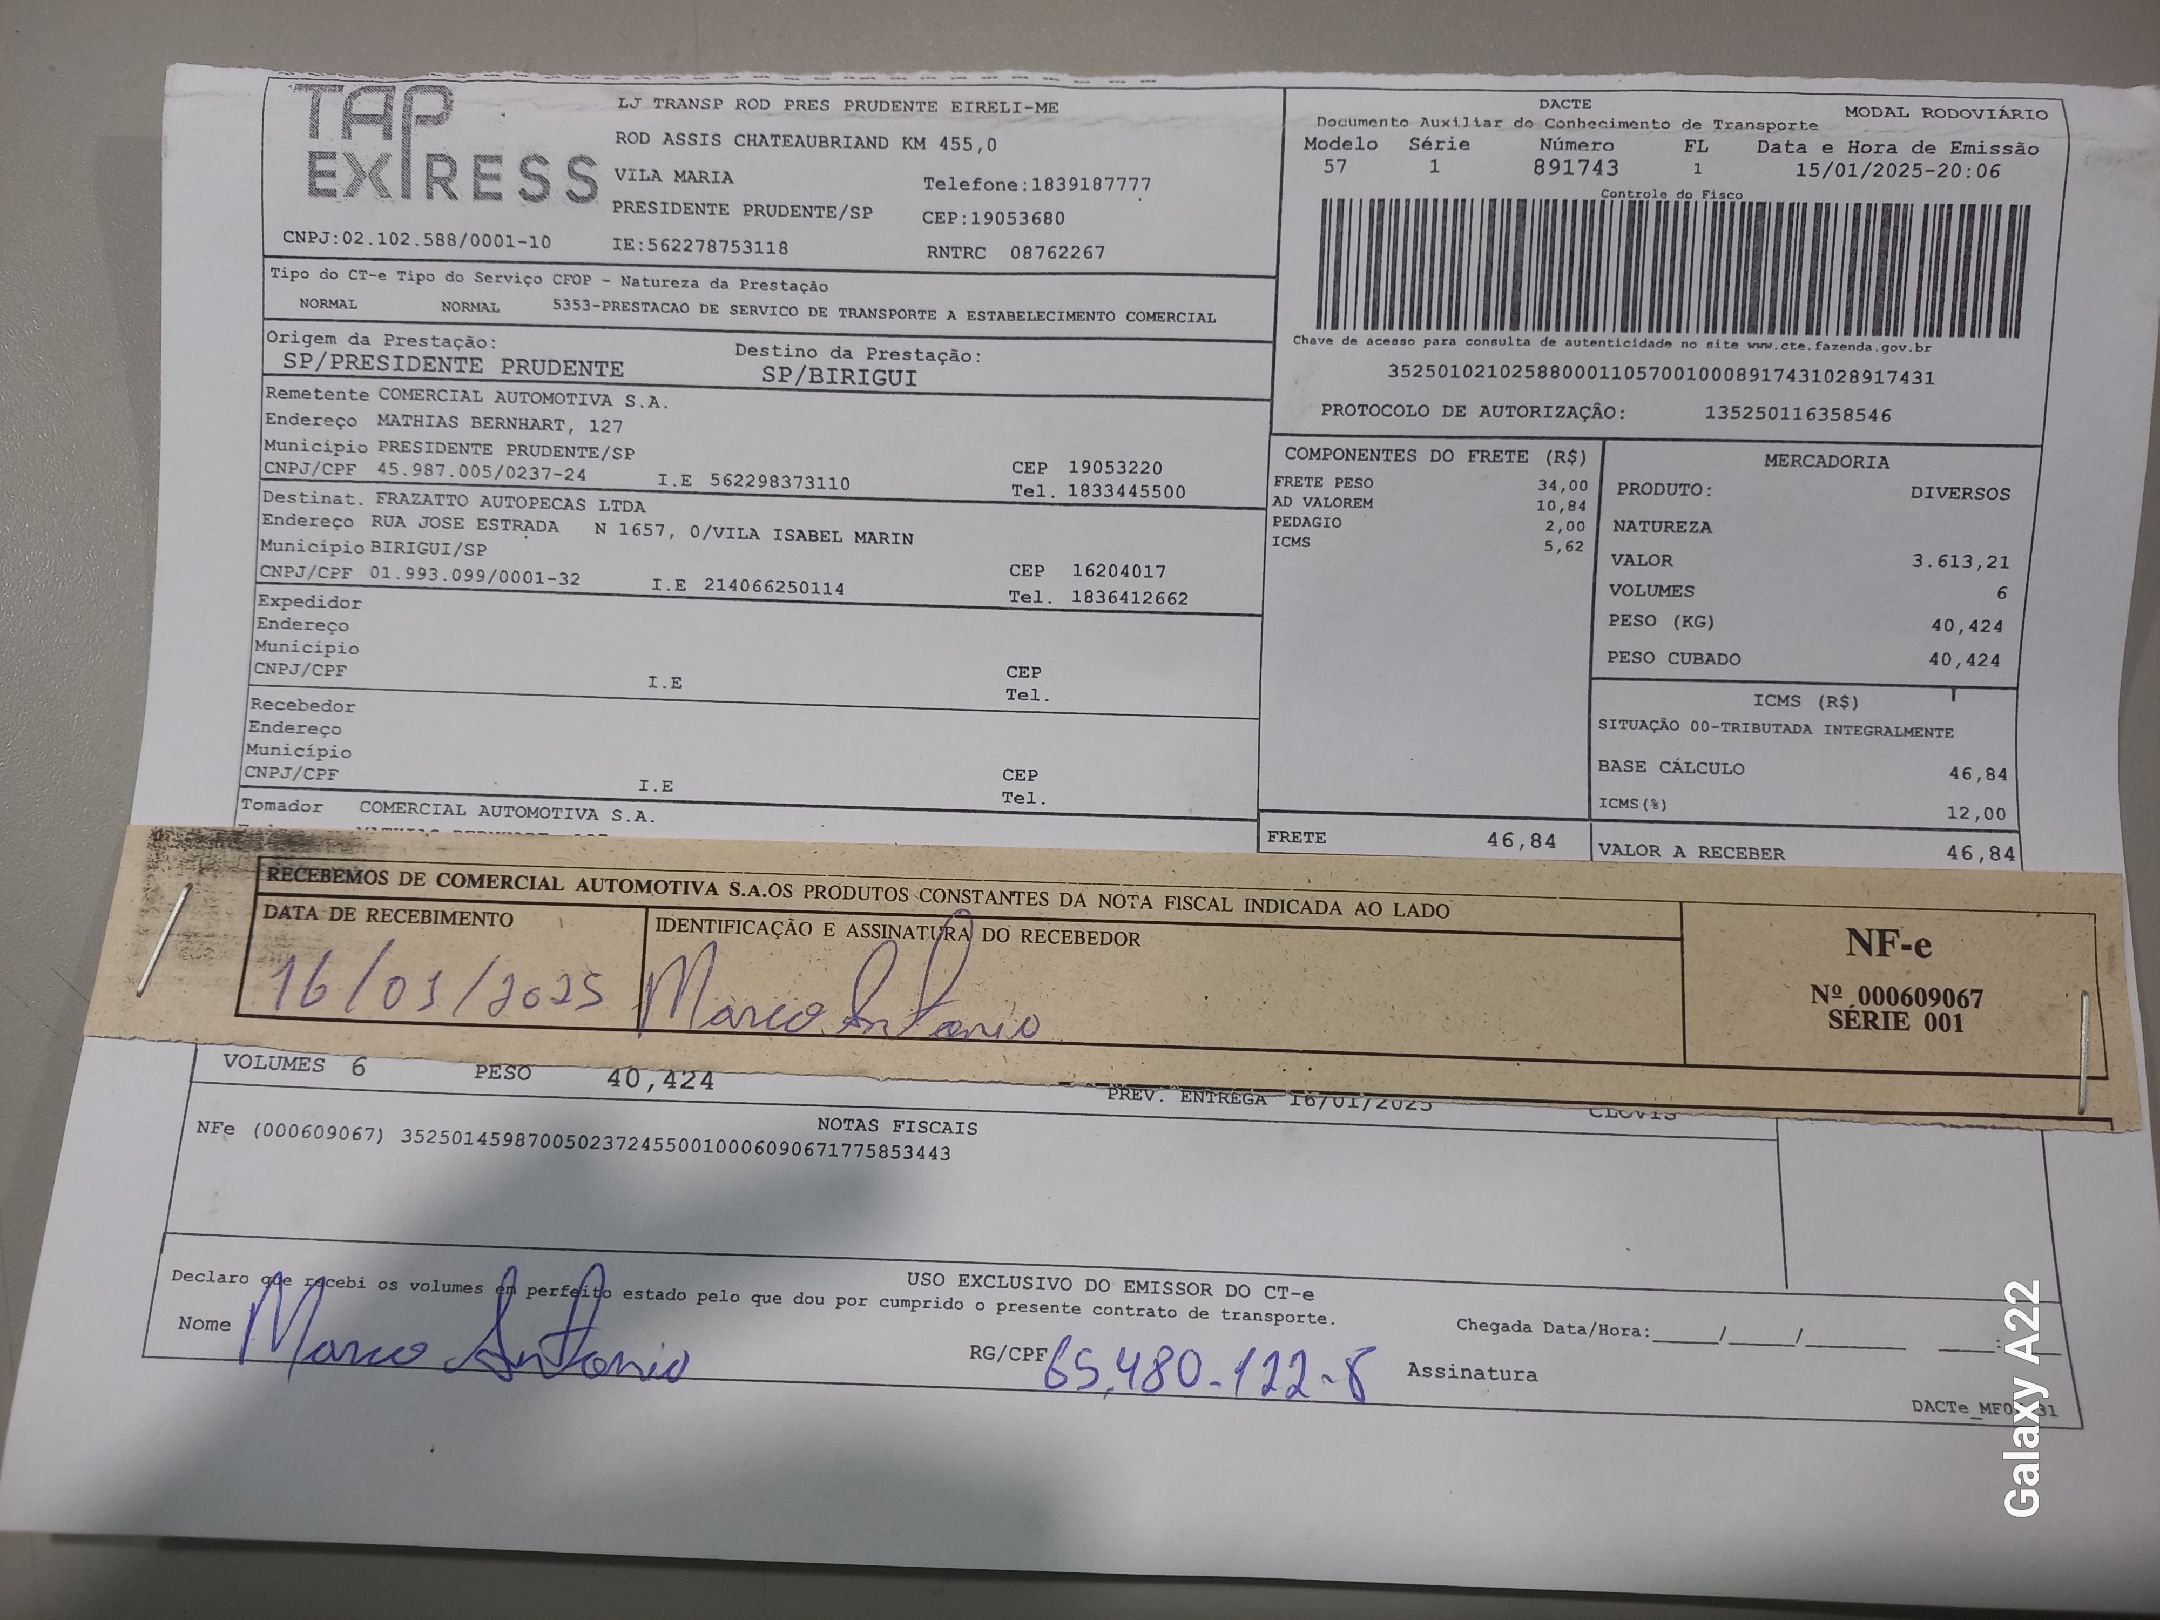 TAP
EXPRESS
LJ TRANSP ROD PRES PRUDENTE EIRELI-ME
ROD ASSIS CHATEAUBRIAND KM 455,0
VILA MARIA Telefone:1839187777
PRESIDENTE PRUDENTE/SP CEP:19053680
CNPJ:02.102.588/0001-10 IE:562278753118 RNTRC 08762267
DACTE MODAL RODOVIÁRIO
Documento Auxiliar do Conhecimento de Transporte
Modelo Série Número FL Data e Hora de Emissão
57 1 891743 1 15/01/2025-20:06
Controle do Fisco
Chave de acesso para consulta de autenticidade no site www.cte.fazenda.gov.br
35250102102588000110570010008917431028917431
PROTOCOLO DE AUTORIZAÇÃO: 135250116358546
Tipo do CT-e Tipo do Serviço CFOP - Natureza da Prestação
NORMAL NORMAL 5353-PRESTACAO DE SERVICO DE TRANSPORTE A ESTABELECIMENTO COMERCIAL
Origem da Prestação: Destino da Prestação:
SP/PRESIDENTE PRUDENTE SP/BIRIGUI
Remetente COMERCIAL AUTOMOTIVA S.A.
Endereço MATHIAS BERNHART, 127
Município PRESIDENTE PRUDENTE/SP CEP 19053220
CNPJ/CPF 45.987.005/0237-24 I.E 562298373110 Tel. 1833445500
Destinat. FRAZATTO AUTOPECAS LTDA
Endereço RUA JOSE ESTRADA N 1657, 0/VILA ISABEL MARIN
Município BIRIGUI/SP CEP 16204017
CNPJ/CPF 01.993.099/0001-32 I.E 214066250114 Tel. 1836412662
Expedidor
Endereço
Município CEP
CNPJ/CPF I.E Tel.
Recebedor
Endereço
Município CEP
CNPJ/CPF I.E Tel.
Tomador COMERCIAL AUTOMOTIVA S.A.
COMPONENTES DO FRETE (R$)
FRETE PESO 34,00
AD VALOREM 10,84
PEDAGIO 2,00
ICMS 5,62
FRETE 46,84
MERCADORIA
PRODUTO: DIVERSOS
NATUREZA
VALOR 3.613,21
VOLUMES 6
PESO (KG) 40,424
PESO CUBADO 40,424
ICMS (R$)
SITUAÇÃO 00-TRIBUTADA INTEGRALMENTE
BASE CÁLCULO 46,84
ICMS(%) 12,00
VALOR A RECEBER 46,84
RECEBEMOS DE COMERCIAL AUTOMOTIVA S.A.OS PRODUTOS CONSTANTES DA NOTA FISCAL INDICADA AO LADO
DATA DE RECEBIMENTO IDENTIFICAÇÃO E ASSINATURA DO RECEBEDOR
16/01/2025 Marco Antonio
NF-e
Nº 000609067
SÉRIE 001
VOLUMES 6 PESO 40,424 PREV. ENTREGA 16/01/2025 CLOVIS
NOTAS FISCAIS
NFe (000609067) 35250145987005023724550010006090671775853443
USO EXCLUSIVO DO EMISSOR DO CT-e
Declaro que recebi os volumes em perfeito estado pelo que dou por cumprido o presente contrato de transporte.
Nome Marco Antonio RG/CPF 65.480-122-8 Assinatura
Chegada Data/Hora:____/____/______ ____:____
Galaxy A22